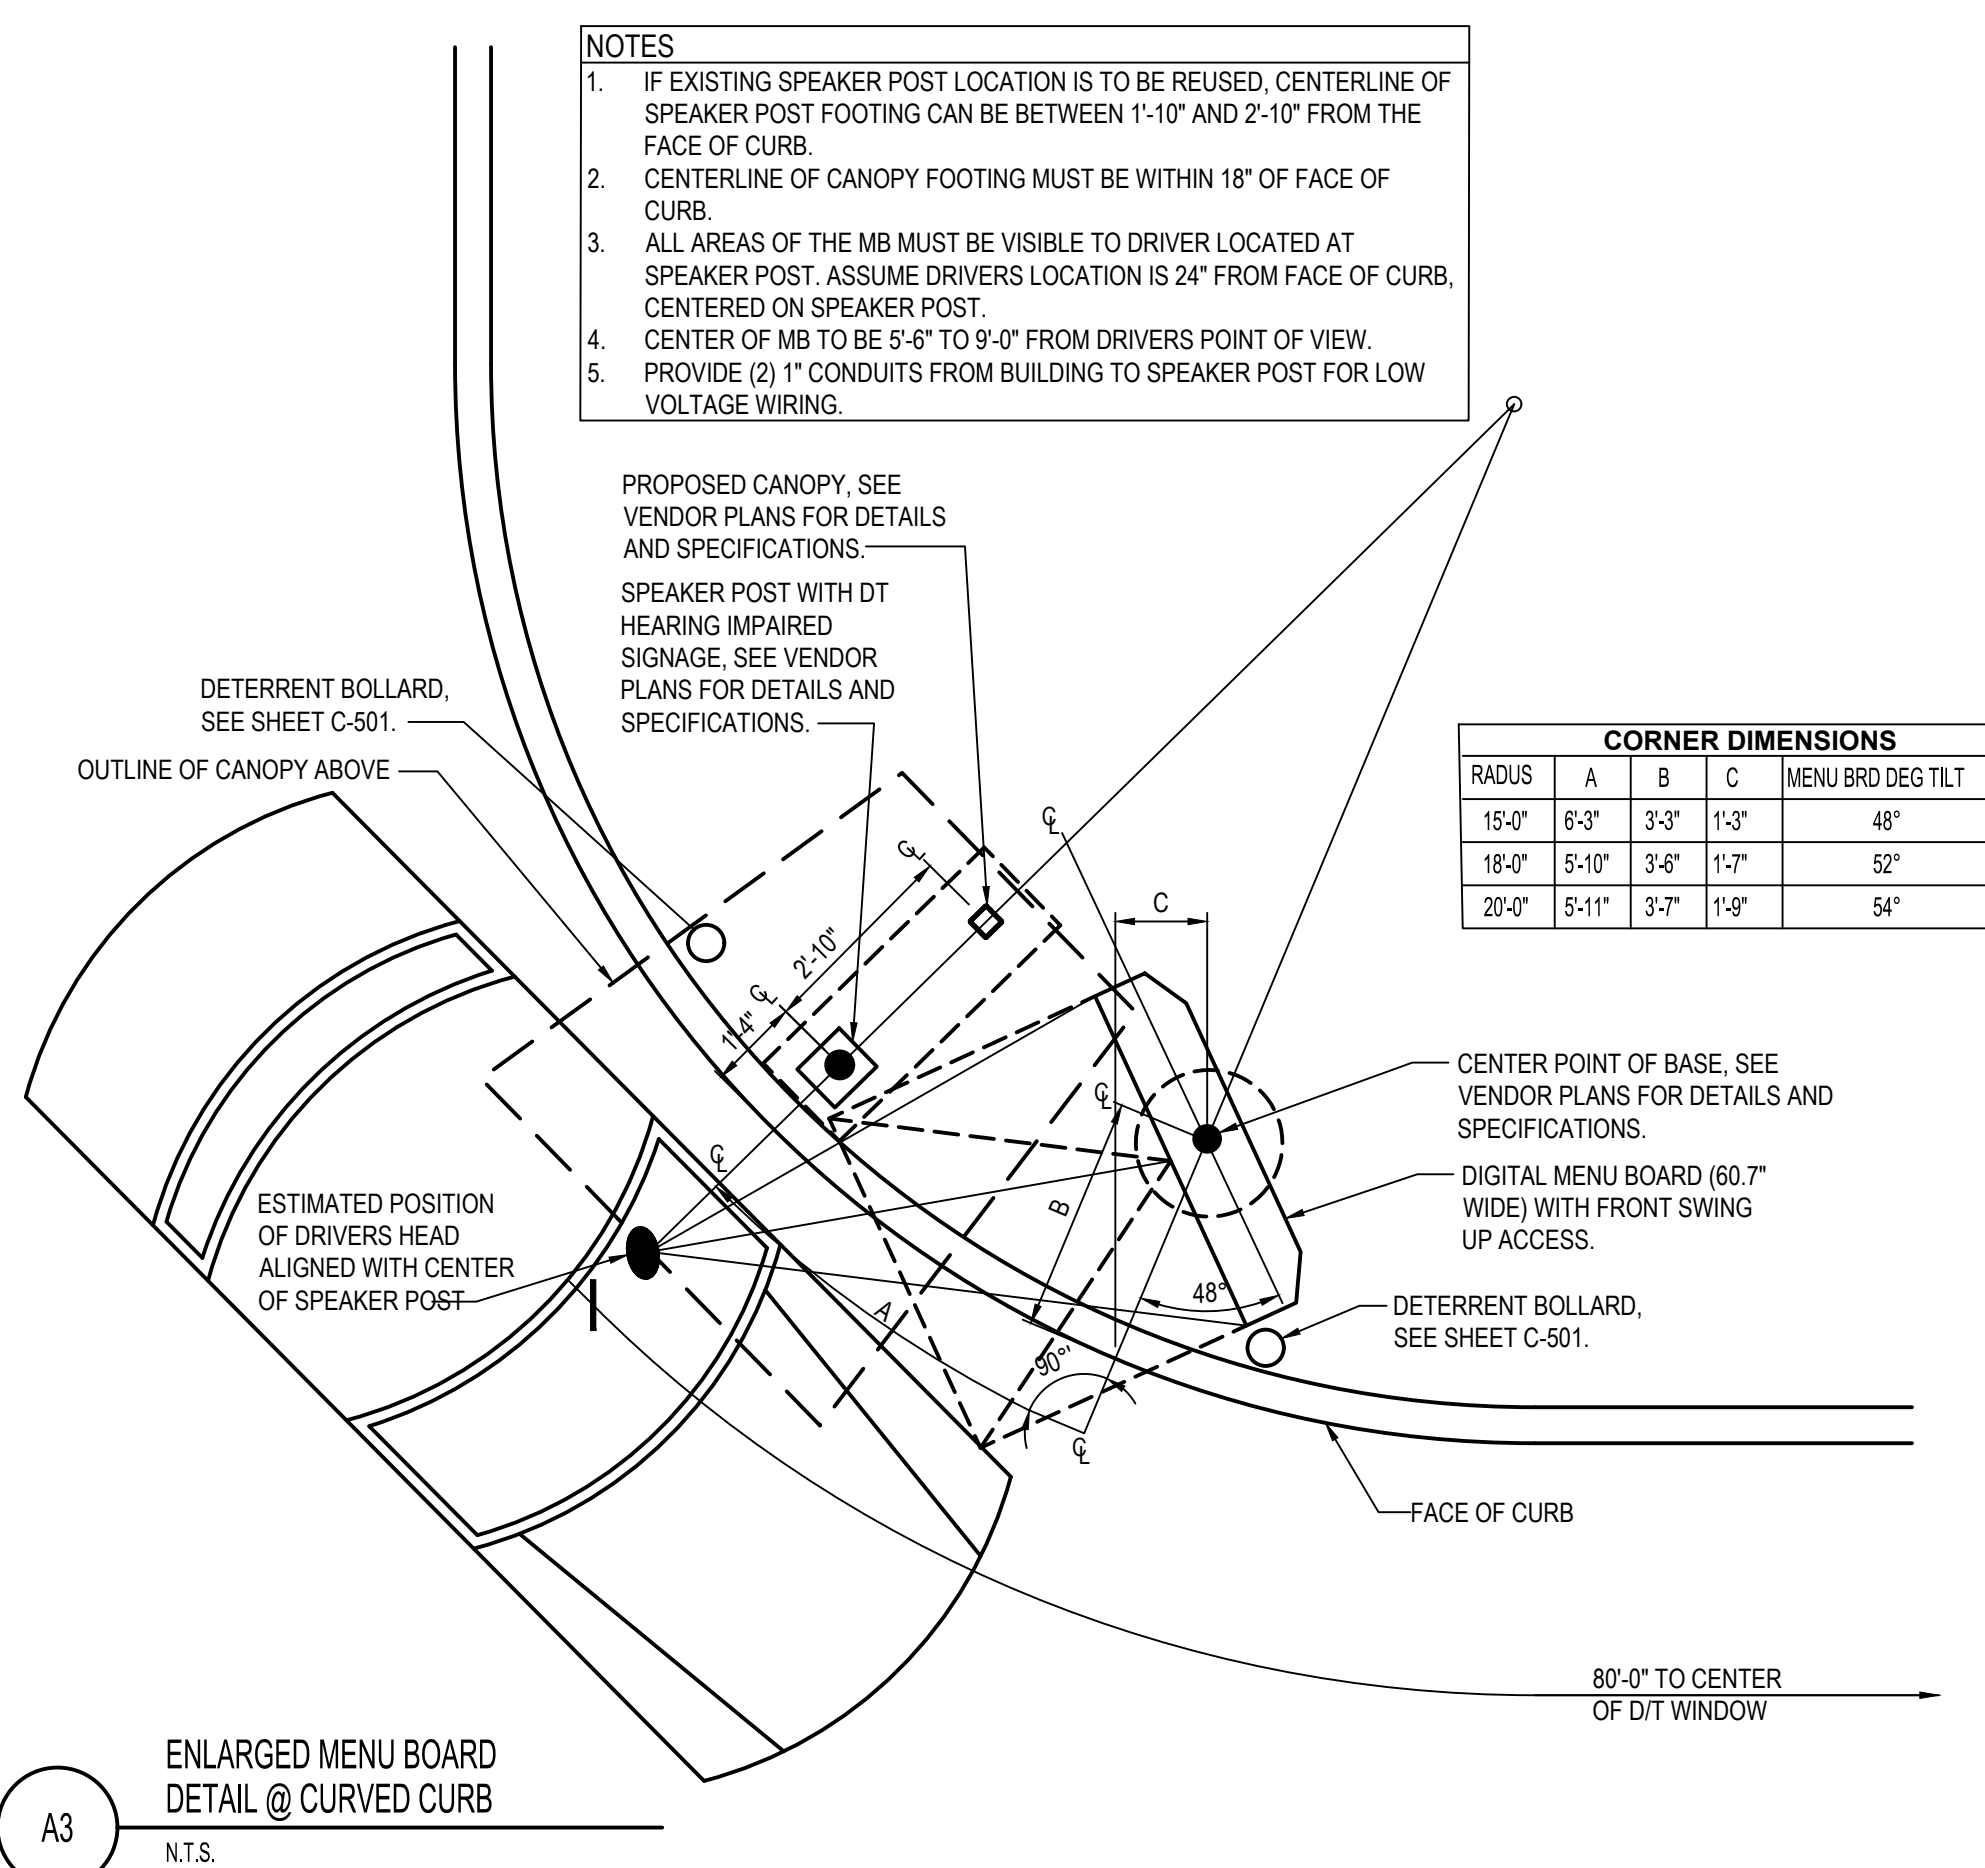 NOTES
1. IF EXISTING SPEAKER POST LOCATION IS TO BE REUSED, CENTERLINE OF
SPEAKER POST FOOTING CAN BE BETWEEN 1'-10" AND 2'-10" FROM THE
FACE OF CURB.
2. CENTERLINE OF CANOPY FOOTING MUST BE WITHIN 18" OF FACE OF
CURB.
3. ALL AREAS OF THE MB MUST BE VISIBLE TO DRIVER LOCATED AT
SPEAKER POST. ASSUME DRIVERS LOCATION IS 24" FROM FACE OF CURB,
CENTERED ON SPEAKER POST.
4. CENTER OF MB TO BE 5'-6" TO 9'-0" FROM DRIVERS POINT OF VIEW.
5. PROVIDE (2) 1" CONDUITS FROM BUILDING TO SPEAKER POST FOR LOW
VOLTAGE WIRING.
PROPOSED CANOPY, SEE
VENDOR PLANS FOR DETAILS
AND SPECIFICATIONS.
SPEAKER POST WITH DT
HEARING IMPAIRED
SIGNAGE, SEE VENDOR
PLANS FOR DETAILS AND
SPECIFICATIONS.
DETERRENT BOLLARD,
SEE SHEET C-501.
OUTLINE OF CANOPY ABOVE
CORNER DIMENSIONS
RADUS A B C MENU BRD DEG TILT
15'-0" 6'-3" 3'-3" 1'-3" 48°
18'-0" 5'-10" 3'-6" 1'-7" 52°
20'-0" 5'-11" 3'-7" 1'-9" 54°
℄
℄
C
2'-10"
℄
1'-4"
CENTER POINT OF BASE, SEE
VENDOR PLANS FOR DETAILS AND
SPECIFICATIONS.
℄
℄
DIGITAL MENU BOARD (60.7"
WIDE) WITH FRONT SWING
UP ACCESS.
B
ESTIMATED POSITION
OF DRIVERS HEAD
ALIGNED WITH CENTER
OF SPEAKER POST
48°
A
DETERRENT BOLLARD,
SEE SHEET C-501.
90°'
℄
FACE OF CURB
80'-0" TO CENTER
OF D/T WINDOW
ENLARGED MENU BOARD
DETAIL @ CURVED CURB
A3
N.T.S.